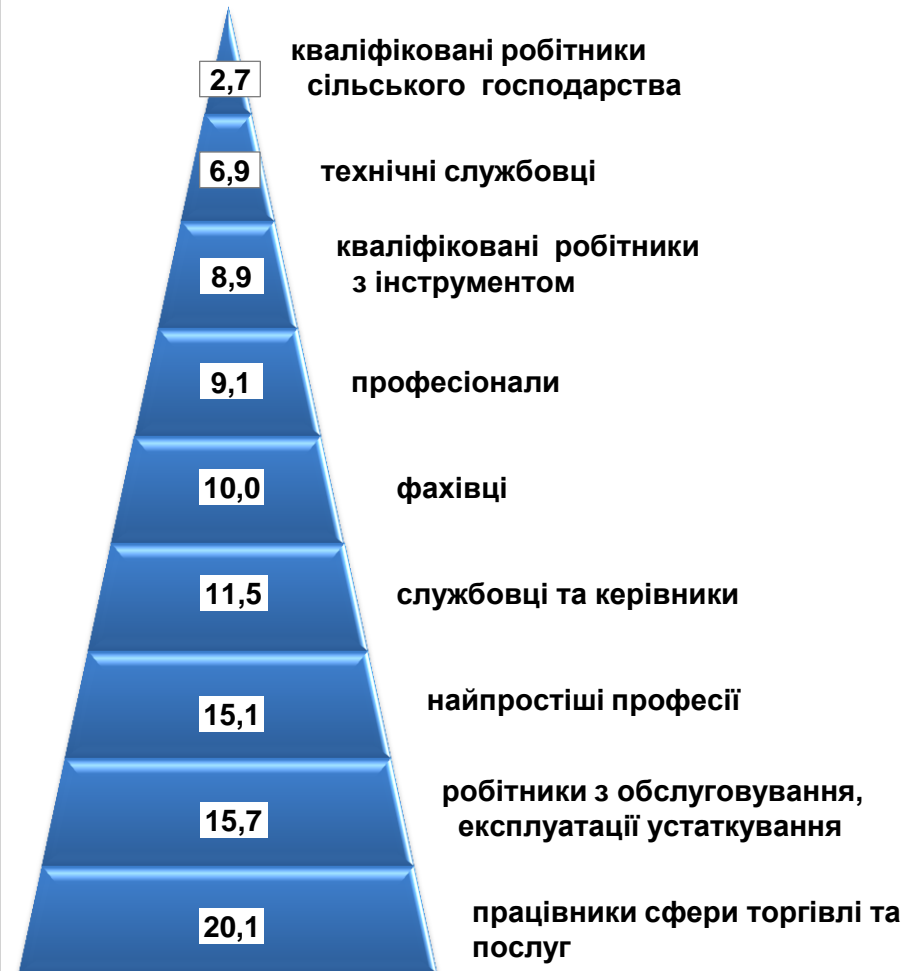 кваліфіковані робітники
2,7 сільського господарства
6,9 технічні службовці
кваліфіковані робітники
8,9 з інструментом
9,1 професіонали
10,0 фахівці
11,5 службовці та керівники
15,1 найпростіші професії
робітники з обслуговування,
15,7 експлуатації устаткування
20,1 працівники сфери торгівлі та
послуг